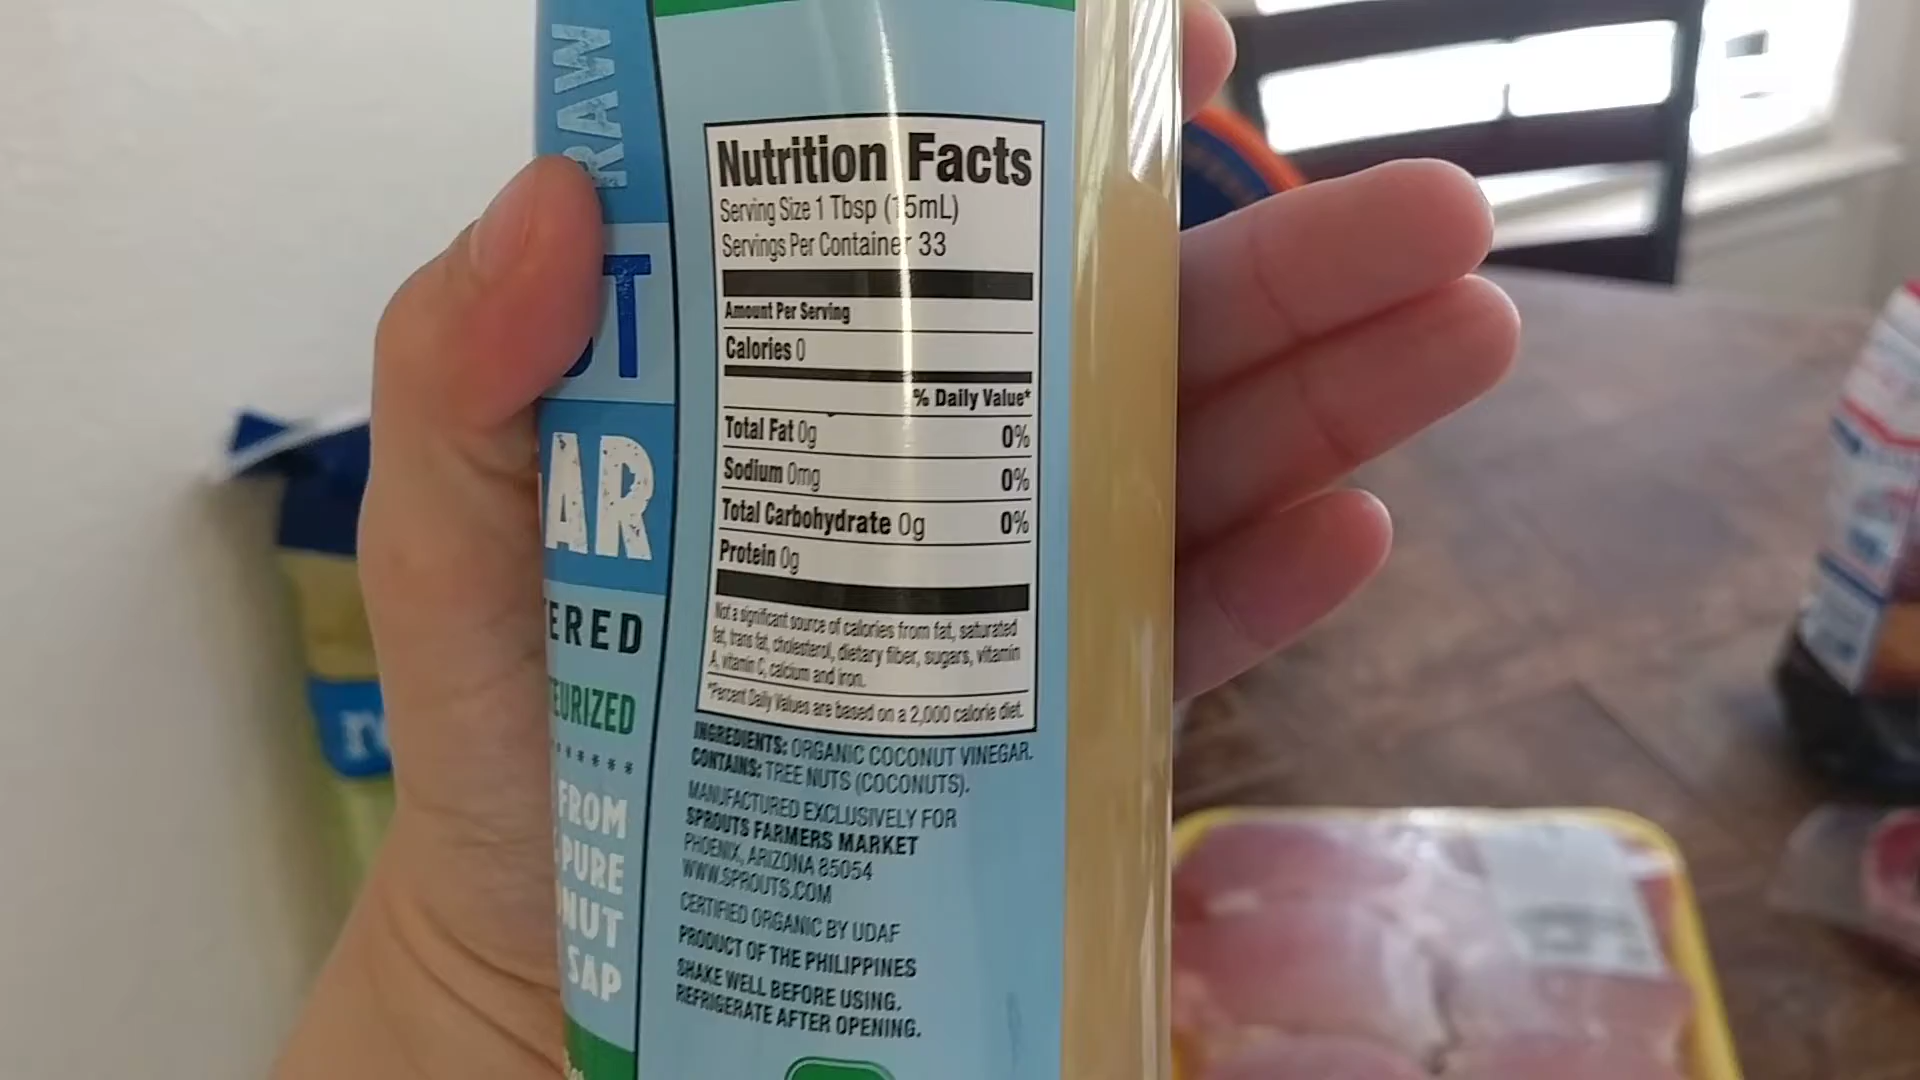 RAW
AR
ERED
EURIZED
FROM
PURE
NUT
SAP
Nutrition Facts
Serving Size 1 Tbsp (15mL)
Servings Per Container 33
Amount Per Serving
Calories 0
% Daily Value*
Total Fat 0g 0%
Sodium 0mg 0%
Total Carbohydrate 0g 0%
Protein 0g
Not a significant source of calories from fat, saturated
fat, trans fat, cholesterol, dietary fiber, sugars, vitamin
A, vitamin C, calcium and iron.
*Percent Daily Values are based on a 2,000 calorie diet.
INGREDIENTS: ORGANIC COCONUT VINEGAR.
CONTAINS: TREE NUTS (COCONUTS).
MANUFACTURED EXCLUSIVELY FOR
SPROUTS FARMERS MARKET
PHOENIX, ARIZONA 85054
WWW.SPROUTS.COM
CERTIFIED ORGANIC BY UDAF
PRODUCT OF THE PHILIPPINES
SHAKE WELL BEFORE USING.
REFRIGERATE AFTER OPENING.